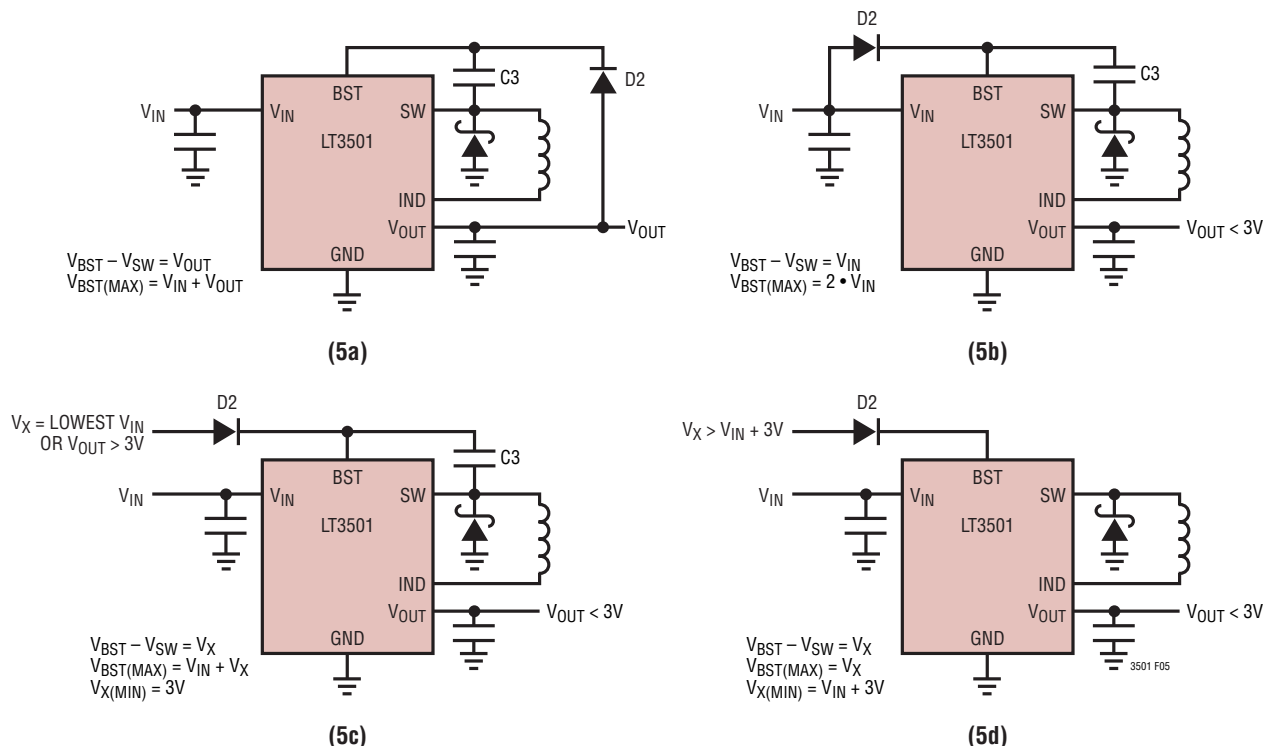 BST
C3
D2
V_IN
V_IN
SW
LT3501
IND
V_OUT
V_OUT
GND
V_BST – V_SW = V_OUT
V_BST(MAX) = V_IN + V_OUT
(5a)
D2
BST
C3
V_IN
V_IN
SW
LT3501
IND
V_OUT
V_OUT < 3V
GND
V_BST – V_SW = V_IN
V_BST(MAX) = 2 • V_IN
(5b)
D2
V_X = LOWEST V_IN
OR V_OUT > 3V
C3
BST
V_IN
V_IN
SW
LT3501
IND
V_OUT
V_OUT < 3V
GND
V_BST – V_SW = V_X
V_BST(MAX) = V_IN + V_X
V_X(MIN) = 3V
(5c)
D2
V_X > V_IN + 3V
BST
V_IN
V_IN
SW
LT3501
IND
V_OUT
V_OUT < 3V
GND
V_BST – V_SW = V_X
V_BST(MAX) = V_X
V_X(MIN) = V_IN + 3V
3501 F05
(5d)